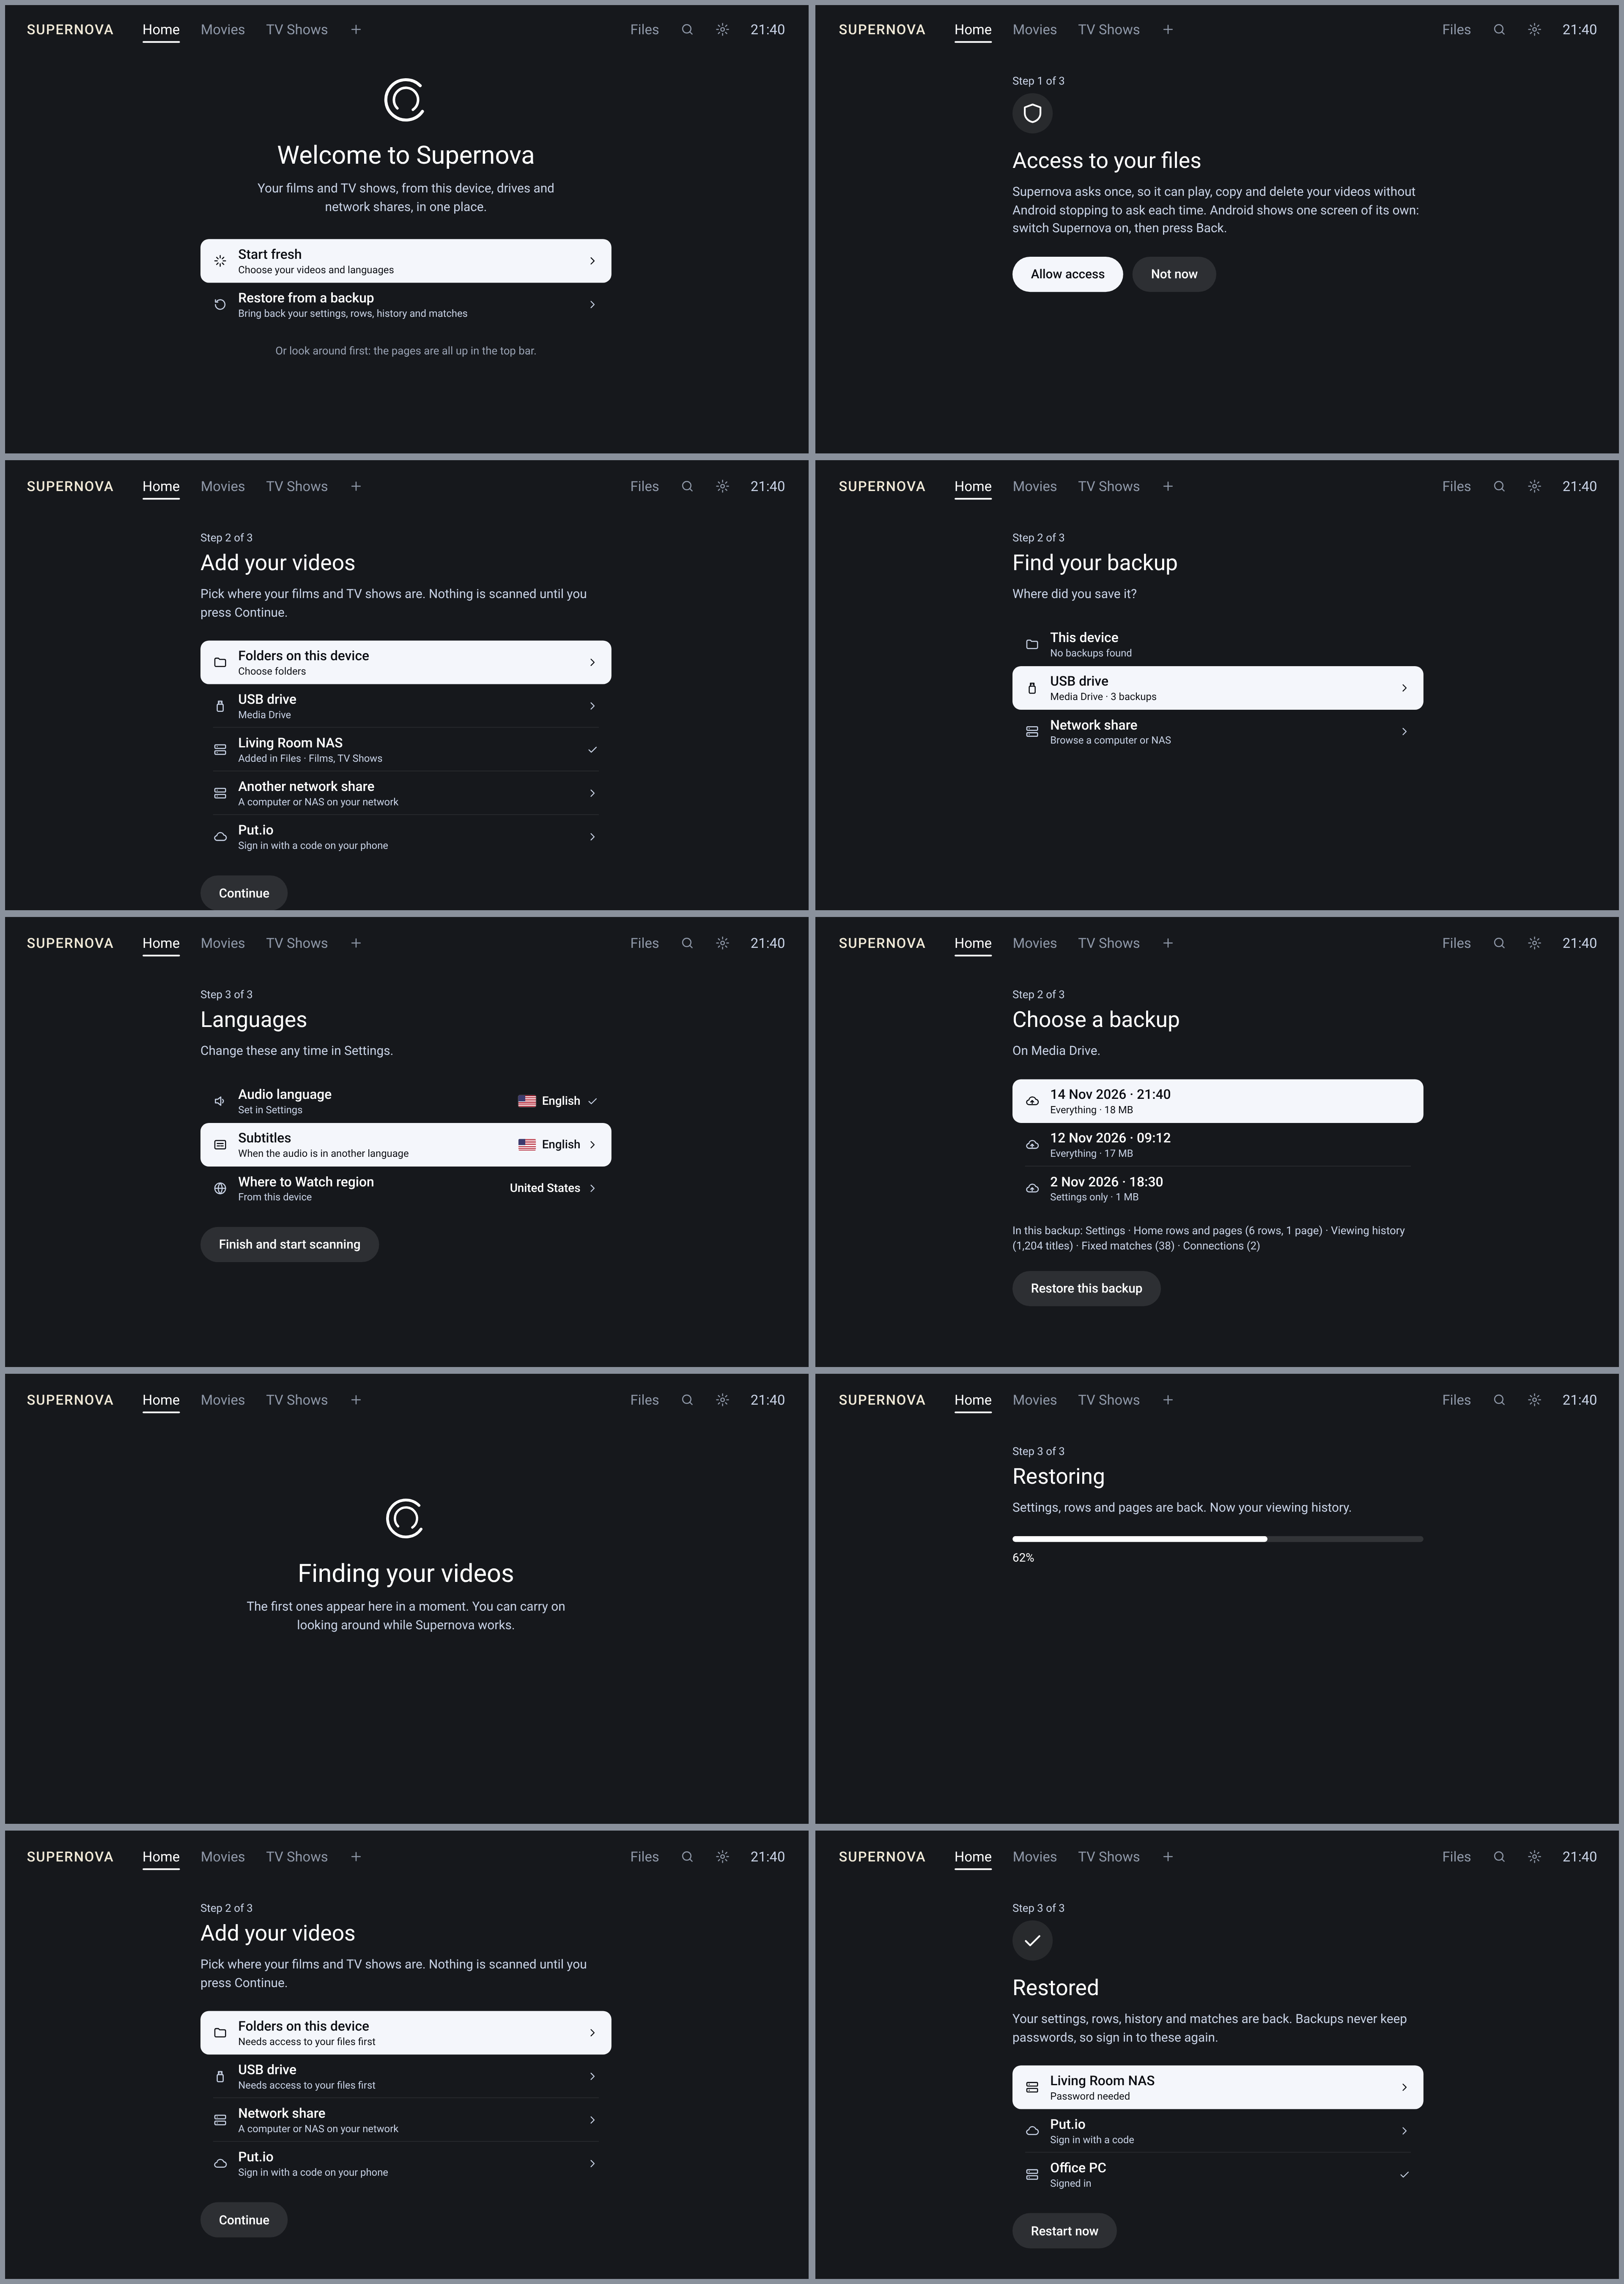 SUPERNOVA Home Movies TV Shows Files 21:40
Welcome to Supernova
Your films and TV shows, from this device, drives and
network shares, in one place.
Start fresh
Choose your videos and languages
Restore from a backup
Bring back your settings, rows, history and matches
Or look around first: the pages are all up in the top bar.
SUPERNOVA Home Movies TV Shows Files 21:40
Step 1 of 3
Access to your files
Supernova asks once, so it can play, copy and delete your videos without
Android stopping to ask each time. Android shows one screen of its own:
switch Supernova on, then press Back.
Allow access Not now
SUPERNOVA Home Movies TV Shows Files 21:40
Step 2 of 3
Add your videos
Pick where your films and TV shows are. Nothing is scanned until you
press Continue.
Folders on this device
Choose folders
USB drive
Media Drive
Living Room NAS
Added in Files · Films, TV Shows
Another network share
A computer or NAS on your network
Put.io
Sign in with a code on your phone
Continue
SUPERNOVA Home Movies TV Shows Files 21:40
Step 2 of 3
Find your backup
Where did you save it?
This device
No backups found
USB drive
Media Drive · 3 backups
Network share
Browse a computer or NAS
SUPERNOVA Home Movies TV Shows Files 21:40
Step 3 of 3
Languages
Change these any time in Settings.
Audio language English
Set in Settings
Subtitles English
When the audio is in another language
Where to Watch region United States
From this device
Finish and start scanning
SUPERNOVA Home Movies TV Shows Files 21:40
Step 2 of 3
Choose a backup
On Media Drive.
14 Nov 2026 · 21:40
Everything · 18 MB
12 Nov 2026 · 09:12
Everything · 17 MB
2 Nov 2026 · 18:30
Settings only · 1 MB
In this backup: Settings · Home rows and pages (6 rows, 1 page) · Viewing history
(1,204 titles) · Fixed matches (38) · Connections (2)
Restore this backup
SUPERNOVA Home Movies TV Shows Files 21:40
Finding your videos
The first ones appear here in a moment. You can carry on
looking around while Supernova works.
SUPERNOVA Home Movies TV Shows Files 21:40
Step 3 of 3
Restoring
Settings, rows and pages are back. Now your viewing history.
62%
SUPERNOVA Home Movies TV Shows Files 21:40
Step 2 of 3
Add your videos
Pick where your films and TV shows are. Nothing is scanned until you
press Continue.
Folders on this device
Needs access to your files first
USB drive
Needs access to your files first
Network share
A computer or NAS on your network
Put.io
Sign in with a code on your phone
Continue
SUPERNOVA Home Movies TV Shows Files 21:40
Step 3 of 3
Restored
Your settings, rows, history and matches are back. Backups never keep
passwords, so sign in to these again.
Living Room NAS
Password needed
Put.io
Sign in with a code
Office PC
Signed in
Restart now